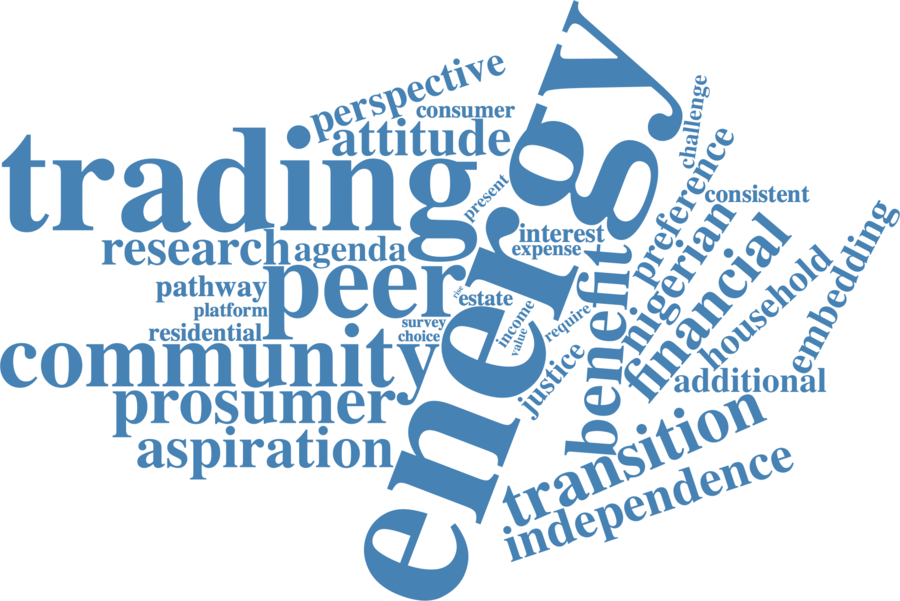 perspective
consumer
attitude
trading
research
agenda
present
energy
peer
pathway
platform
residential
rise
estate
survey
choice
community
prosumer
aspiration
interest
expense
income
value
require
justice
benefit
challenge
preference
consistent
nigerian
financial
household
embedding
additional
transition
independence